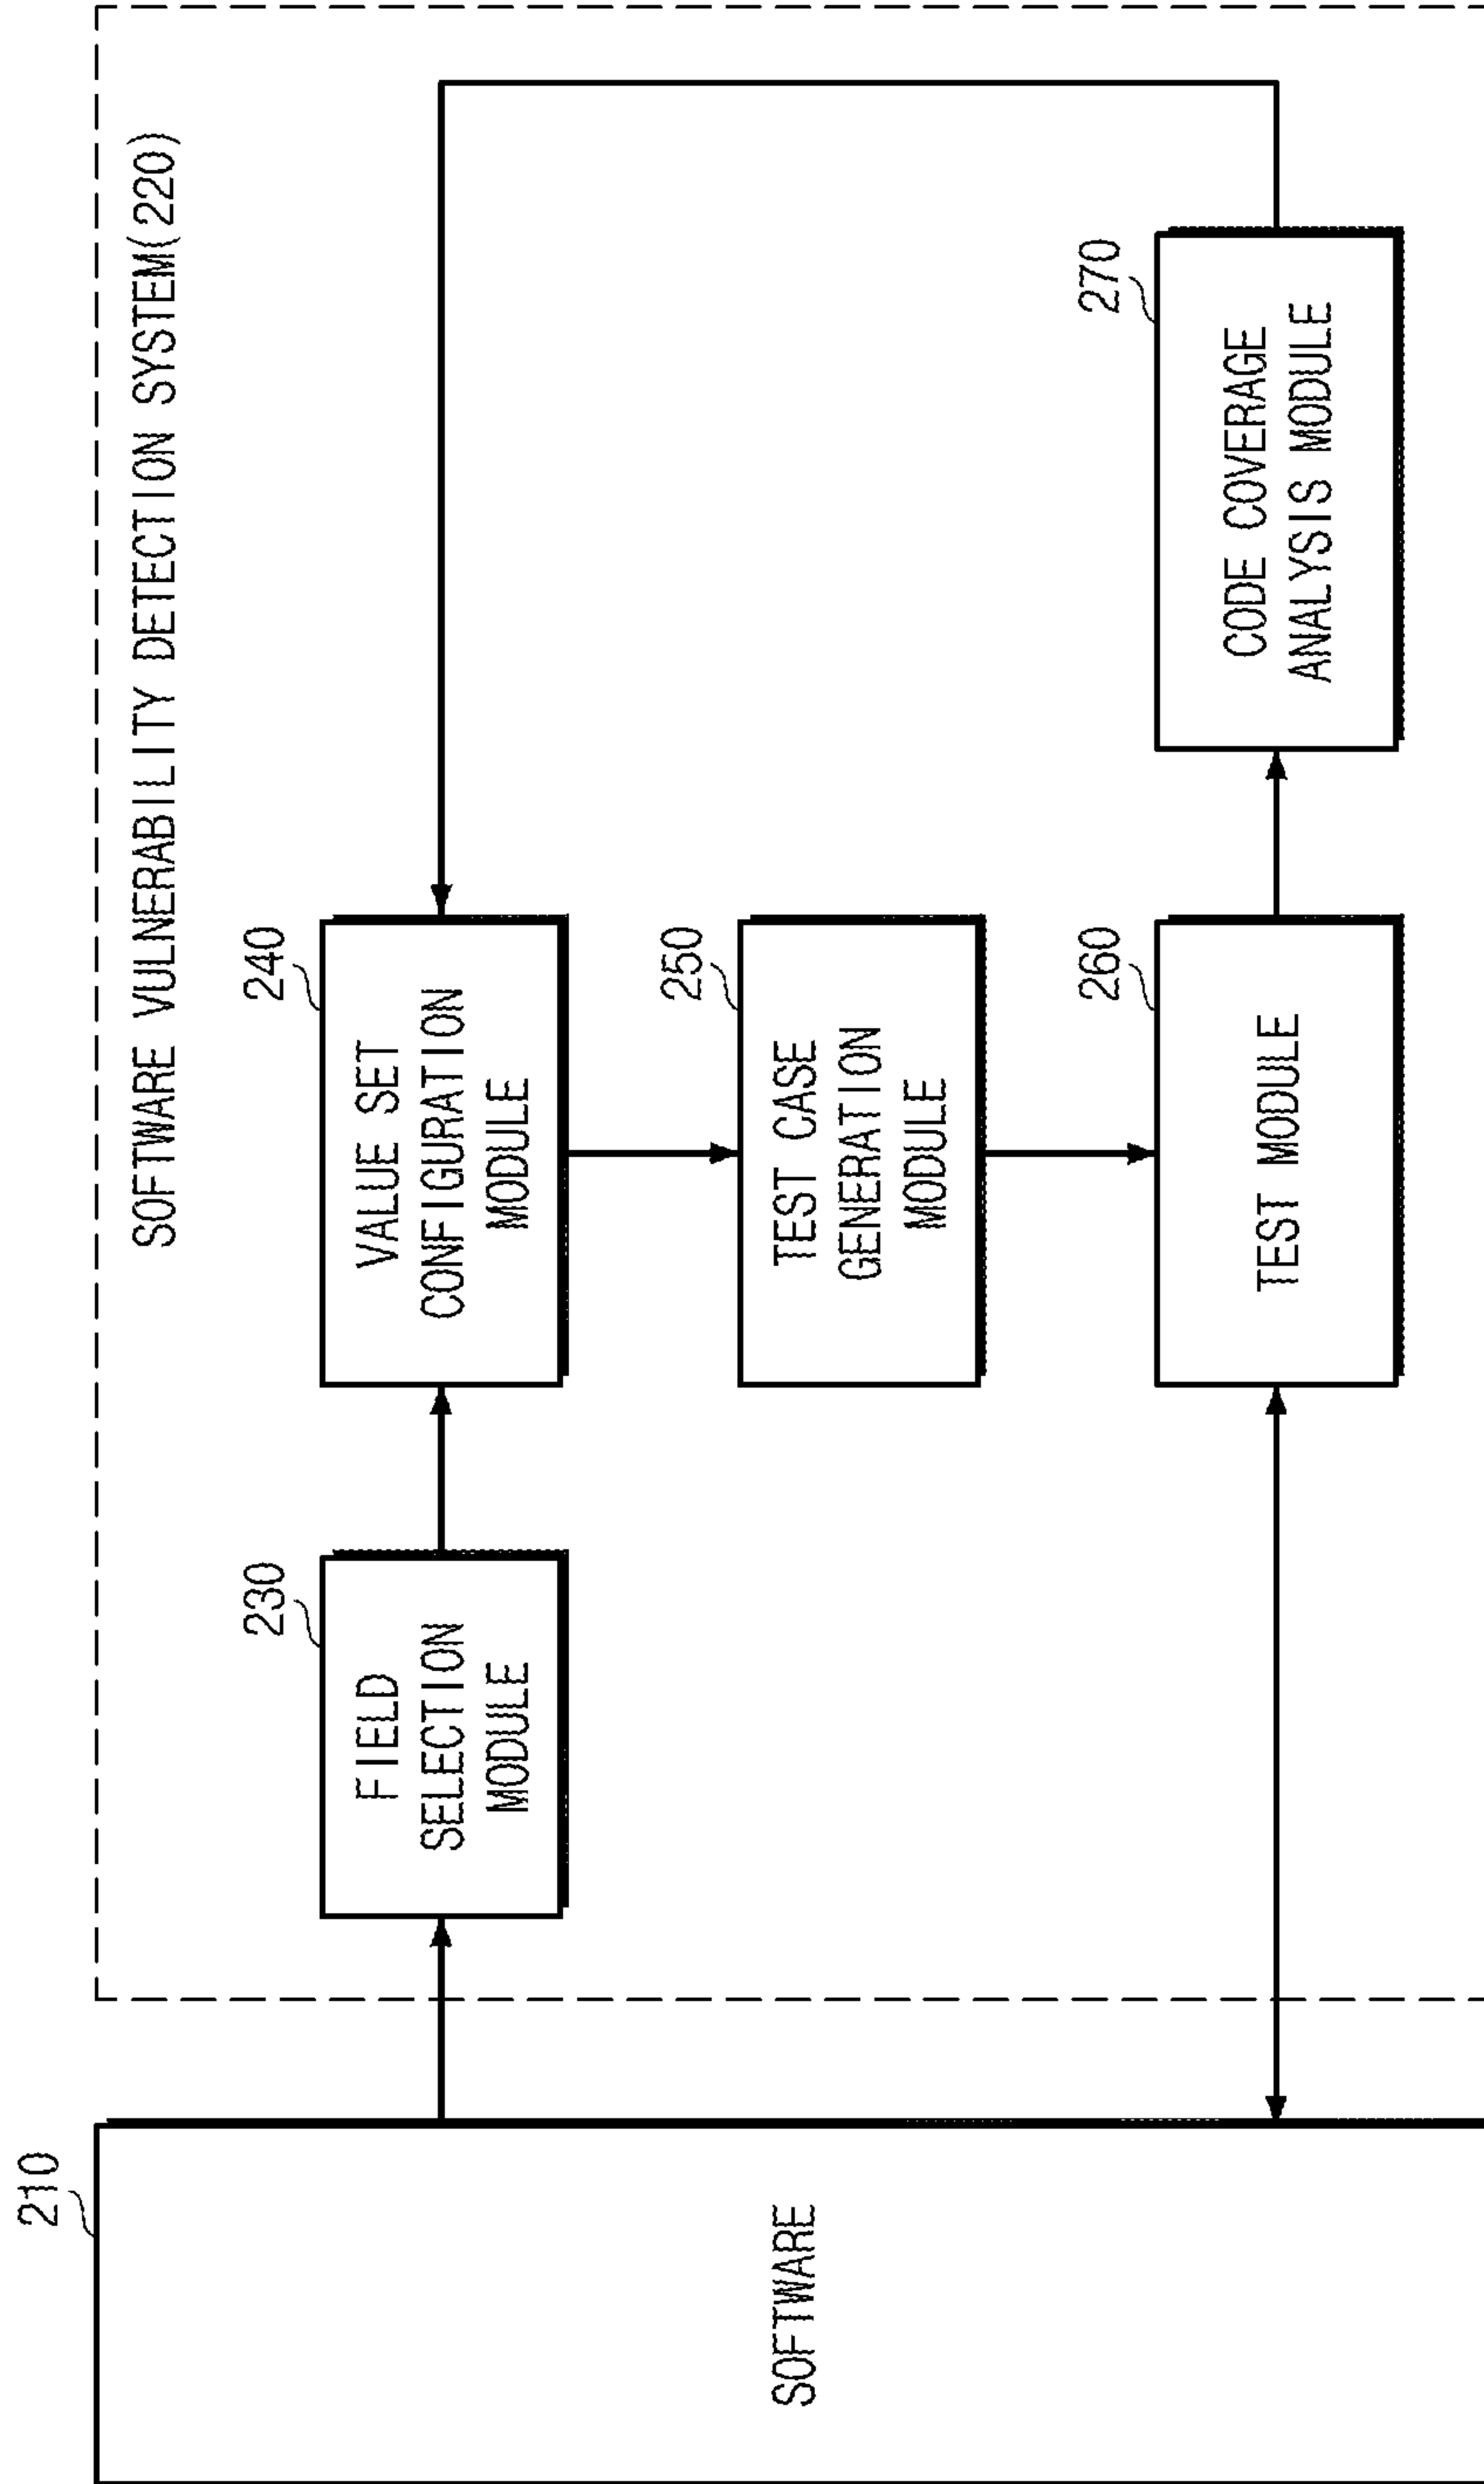 SOFTWARE VULNERABILITY DETECTION SYSTEM(220)
210
SOFTWARE
230
FIELD
SELECTION
MODULE
240
VALUE SET
CONFIGURATION
MODULE
250
TEST CASE
GENERATION
MODULE
260
TEST MODULE
270
CODE COVERAGE
ANALYSIS MODULE